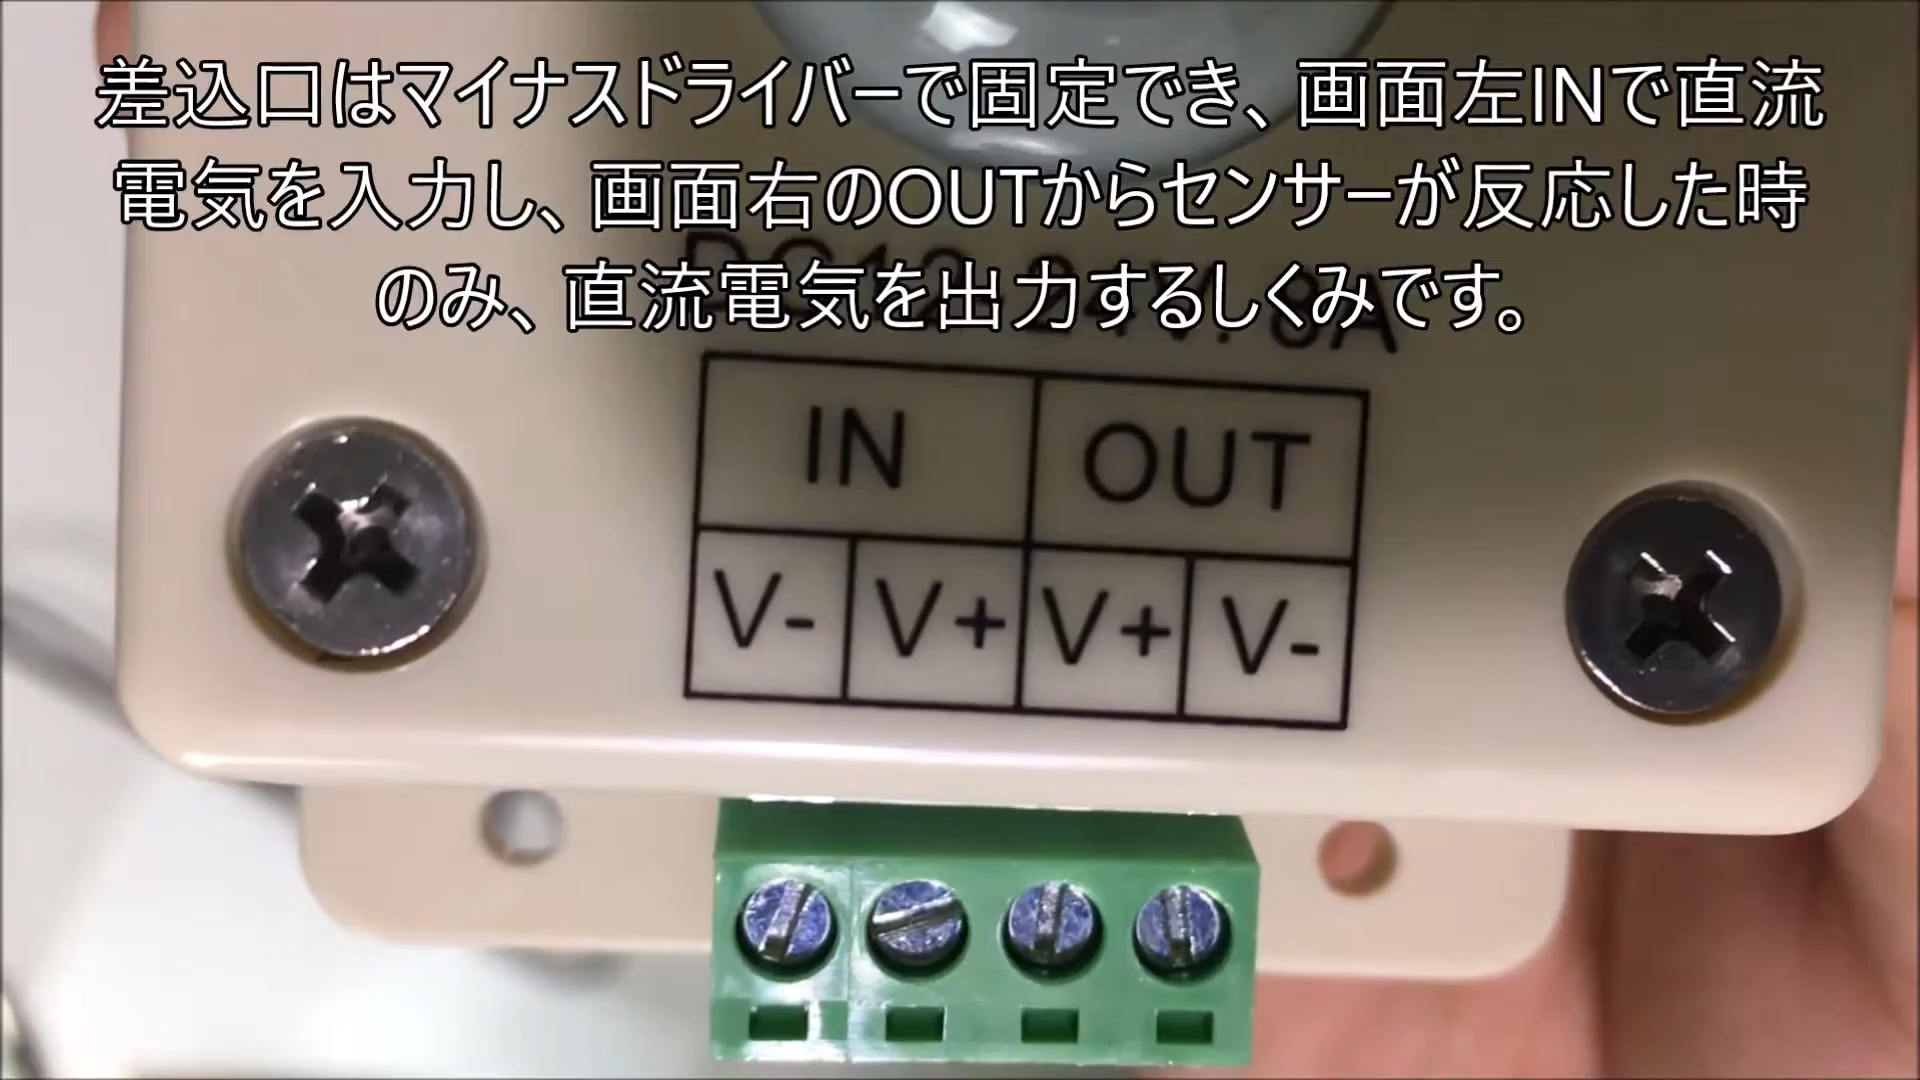 差込口はマイナスドライバーで固定でき、画面左INで直流
電気を入力し、画面右のOUTからセンサーが反応した時
のみ、直流電気を出力するしくみです。
DC12-24V. 8A
IN OUT
V- V+ V+ V-